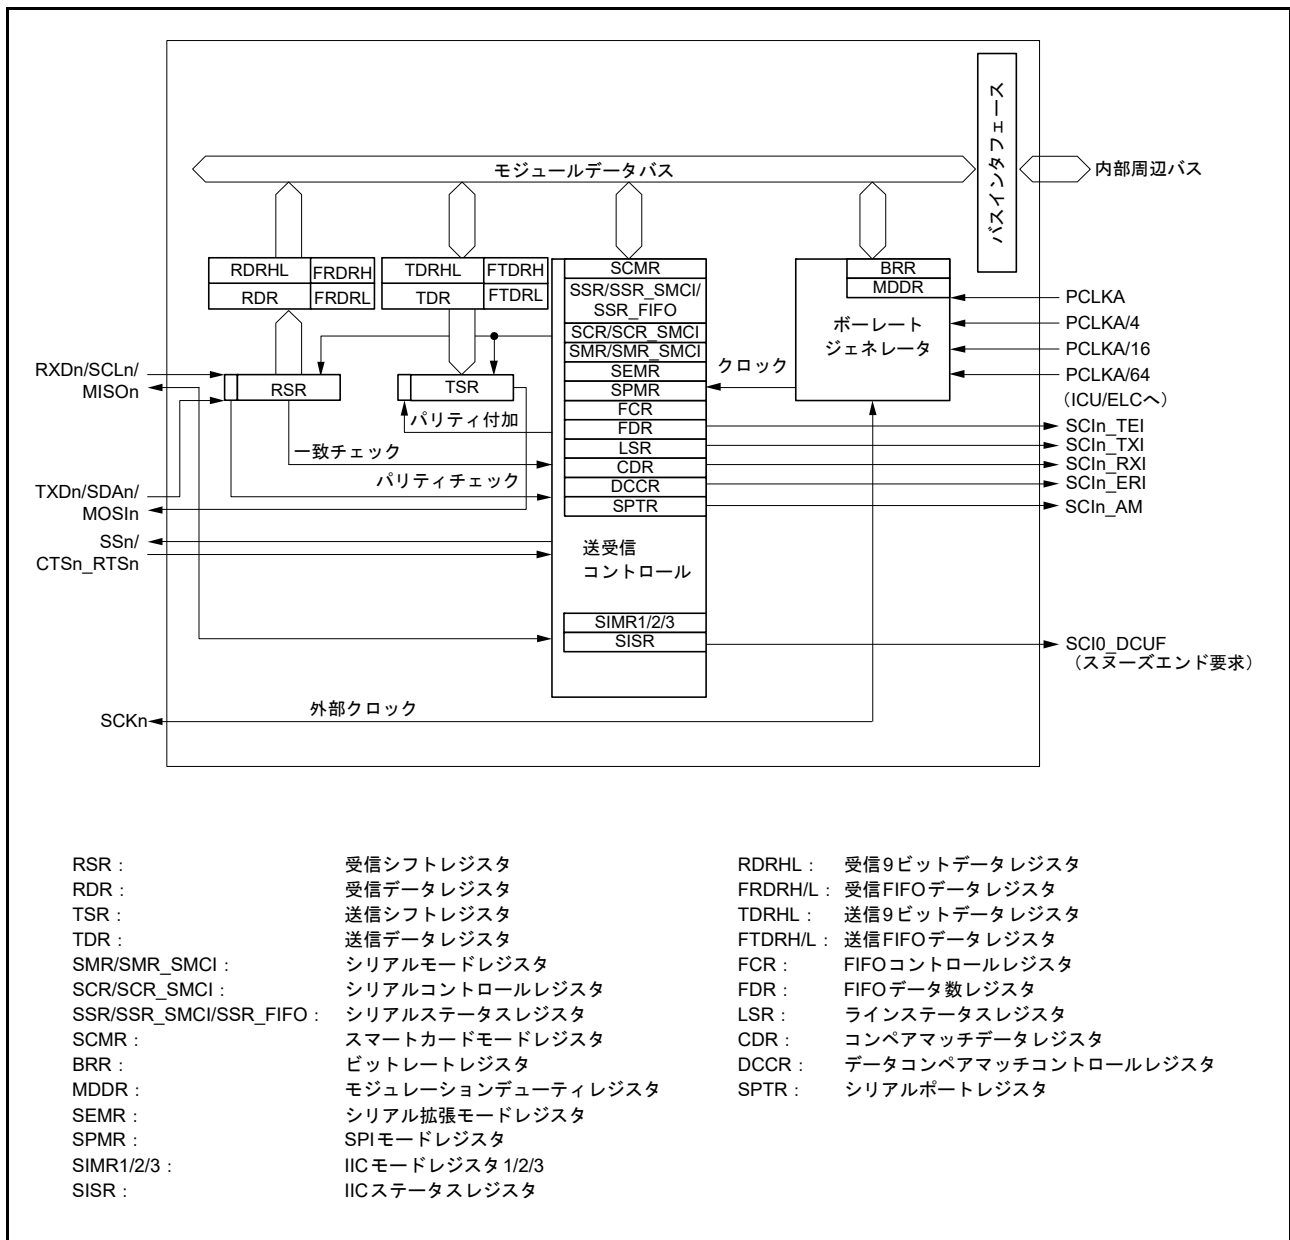 バスインタフェース
モジュールデータバス
内部周辺バス
RDRHL
FRDRH
RDR
FRDRL
TDRHL
FTDRH
TDR
FTDRL
SCMR
SSR/SSR_SMCI/
SSR_FIFO
SCR/SCR_SMCI
SMR/SMR_SMCI
SEMR
SPMR
FCR
FDR
LSR
CDR
DCCR
SPTR
送受信
コントロール
SIMR1/2/3
SISR
BRR
MDDR
ボーレート
ジェネレータ
クロック
PCLKA
PCLKA/4
PCLKA/16
PCLKA/64
(ICU/ELCへ)
SCIn_TEI
SCIn_TXI
SCIn_RXI
SCIn_ERI
SCIn_AM
SCI0_DCUF
(スヌーズエンド要求)
RXDn/SCLn/
MISOn
RSR
TSR
パリティ付加
一致チェック
パリティチェック
TXDn/SDAn/
MOSIn
SSn/
CTSn_RTSn
SCKn
外部クロック
RSR : 受信シフトレジスタ
RDR : 受信データレジスタ
TSR : 送信シフトレジスタ
TDR : 送信データレジスタ
SMR/SMR_SMCI : シリアルモードレジスタ
SCR/SCR_SMCI : シリアルコントロールレジスタ
SSR/SSR_SMCI/SSR_FIFO : シリアルステータスレジスタ
SCMR : スマートカードモードレジスタ
BRR : ビットレートレジスタ
MDDR : モジュレーションデューティレジスタ
SEMR : シリアル拡張モードレジスタ
SPMR : SPIモードレジスタ
SIMR1/2/3 : IICモードレジスタ1/2/3
SISR : IICステータスレジスタ
RDRHL : 受信9ビットデータレジスタ
FRDRH/L : 受信FIFOデータレジスタ
TDRHL : 送信9ビットデータレジスタ
FTDRH/L : 送信FIFOデータレジスタ
FCR : FIFOコントロールレジスタ
FDR : FIFOデータ数レジスタ
LSR : ラインステータスレジスタ
CDR : コンペアマッチデータレジスタ
DCCR : データコンペアマッチコントロールレジスタ
SPTR : シリアルポートレジスタ